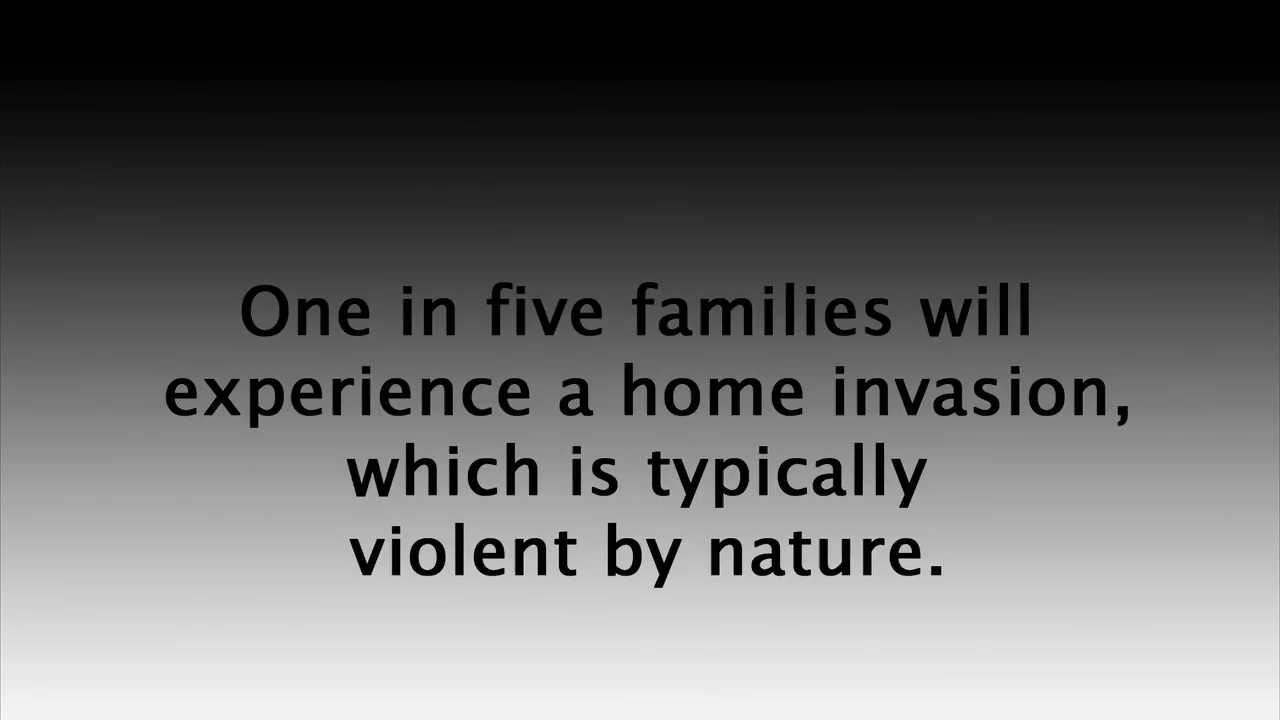 One in five families will
experience a home invasion,
which is typically
violent by nature.